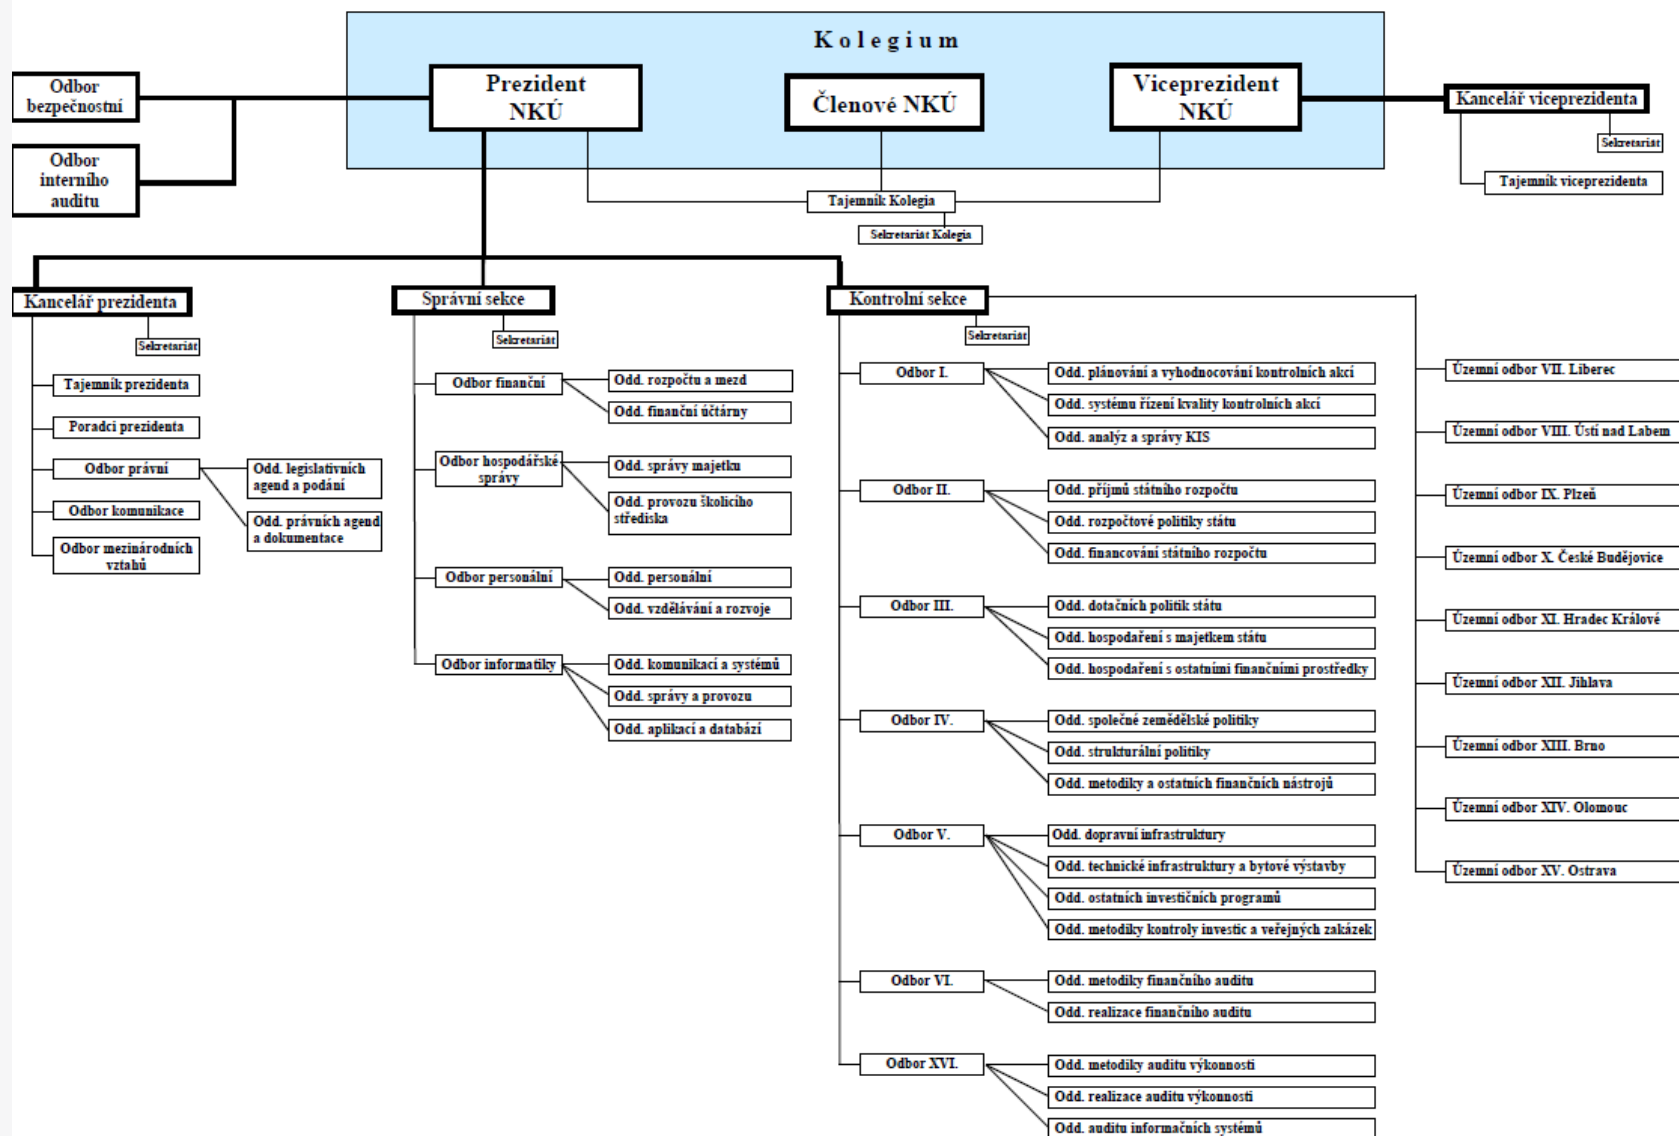 Kolegium
Prezident
NKÚ
Členové NKÚ
Viceprezident
NKÚ
Odbor
bezpečnostní
Odbor
interního
auditu
Kancelář viceprezidenta
Sekretariát
Tajemník viceprezidenta
Tajemník Kolegia
Sekretariát Kolegia
Kancelář prezidenta
Sekretariát
Tajemník prezidenta
Poradci prezidenta
Odbor právní
Odd. legislativních
agend a podání
Odd. právních agend
a dokumentace
Odbor komunikace
Odbor mezinárodních
vztahů
Správní sekce
Sekretariát
Odbor finanční
Odd. rozpočtu a mezd
Odd. finanční účtárny
Odbor hospodářské
správy
Odd. správy majetku
Odd. provozu školicího
střediska
Odbor personální
Odd. personální
Odd. vzdělávání a rozvoje
Odbor informatiky
Odd. komunikací a systémů
Odd. správy a provozu
Odd. aplikací a databází
Kontrolní sekce
Sekretariát
Odbor I.
Odd. plánování a vyhodnocování kontrolních akcí
Odd. systému řízení kvality kontrolních akcí
Odd. analýz a správy KIS
Odbor II.
Odd. příjmů státního rozpočtu
Odd. rozpočtové politiky státu
Odd. financování státního rozpočtu
Odbor III.
Odd. dotačních politik státu
Odd. hospodaření s majetkem státu
Odd. hospodaření s ostatními finančními prostředky
Odbor IV.
Odd. společné zemědělské politiky
Odd. strukturální politiky
Odd. metodiky a ostatních finančních nástrojů
Odbor V.
Odd. dopravní infrastruktury
Odd. technické infrastruktury a bytové výstavby
Odd. ostatních investičních programů
Odd. metodiky kontroly investic a veřejných zakázek
Odbor VI.
Odd. metodiky finančního auditu
Odd. realizace finančního auditu
Odbor XVI.
Odd. metodiky auditu výkonnosti
Odd. realizace auditu výkonnosti
Odd. auditu informačních systémů
Územní odbor VII. Liberec
Územní odbor VIII. Ústí nad Labem
Územní odbor IX. Plzeň
Územní odbor X. České Budějovice
Územní odbor XI. Hradec Králové
Územní odbor XII. Jihlava
Územní odbor XIII. Brno
Územní odbor XIV. Olomouc
Územní odbor XV. Ostrava